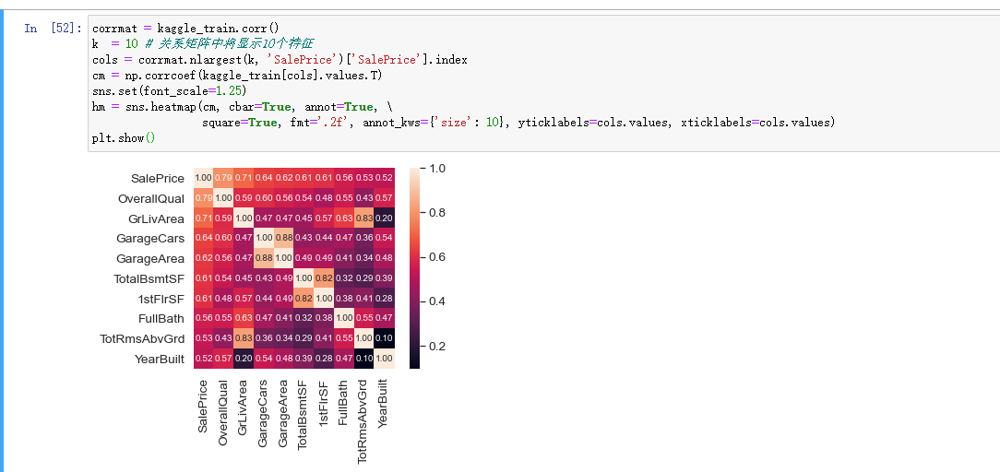 In [52]:
corrmat = kaggle_train.corr()
k  = 10 # 关系矩阵中将显示10个特征
cols = corrmat.nlargest(k, 'SalePrice')['SalePrice'].index
cm = np.corrcoef(kaggle_train[cols].values.T)
sns.set(font_scale=1.25)
hm = sns.heatmap(cm, cbar=True, annot=True, \
square=True, fmt='.2f', annot_kws={'size': 10}, yticklabels=cols.values, xticklabels=cols.values)
plt.show()
SalePrice 1.00 0.79 0.71 0.64 0.62 0.61 0.61 0.56 0.53 0.52
OverallQual 0.79 1.00 0.59 0.60 0.56 0.54 0.48 0.55 0.43 0.57
GrLivArea 0.71 0.59 1.00 0.47 0.47 0.45 0.57 0.63 0.83 0.20
GarageCars 0.64 0.60 0.47 1.00 0.88 0.43 0.44 0.47 0.36 0.54
GarageArea 0.62 0.56 0.47 0.88 1.00 0.49 0.49 0.41 0.34 0.48
TotalBsmtSF 0.61 0.54 0.45 0.43 0.49 1.00 0.82 0.32 0.29 0.39
1stFlrSF 0.61 0.48 0.57 0.44 0.49 0.82 1.00 0.38 0.41 0.28
FullBath 0.56 0.55 0.63 0.47 0.41 0.32 0.38 1.00 0.55 0.47
TotRmsAbvGrd 0.53 0.43 0.83 0.36 0.34 0.29 0.41 0.55 1.00 0.10
YearBuilt 0.52 0.57 0.20 0.54 0.48 0.39 0.28 0.47 0.10 1.00
SalePrice
OverallQual
GrLivArea
GarageCars
GarageArea
TotalBsmtSF
1stFlrSF
FullBath
TotRmsAbvGrd
YearBuilt
1.0
0.8
0.6
0.4
0.2